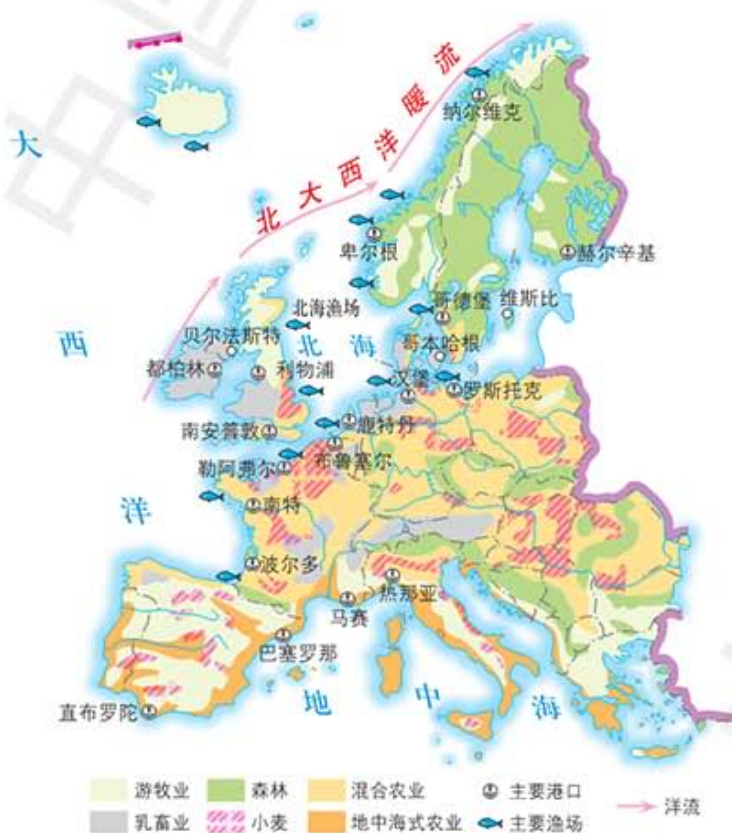 大
西
洋
北大西洋暖流
纳尔维克
卑尔根
赫尔辛基
北海渔场
哥德堡
维斯比
贝尔法斯特
北海
哥本哈根
都柏林
利物浦
汉堡
罗斯托克
南安普敦
鹿特丹
布鲁塞尔
勒阿弗尔
南特
波尔多
热那亚
马赛
巴塞罗那
直布罗陀
地中海
游牧业
森林
混合农业
主要港口
洋流
乳畜业
小麦
地中海式农业
主要渔场